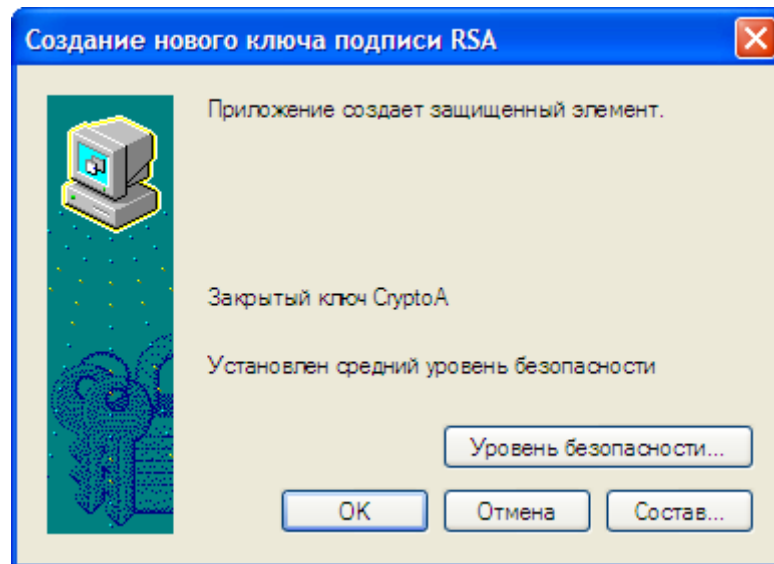 Создание нового ключа подписи RSA
Приложение создает защищенный элемент.
Закрытый ключ CryptoA
Установлен средний уровень безопасности
Уровень безопасности...
OK
Отмена
Состав...